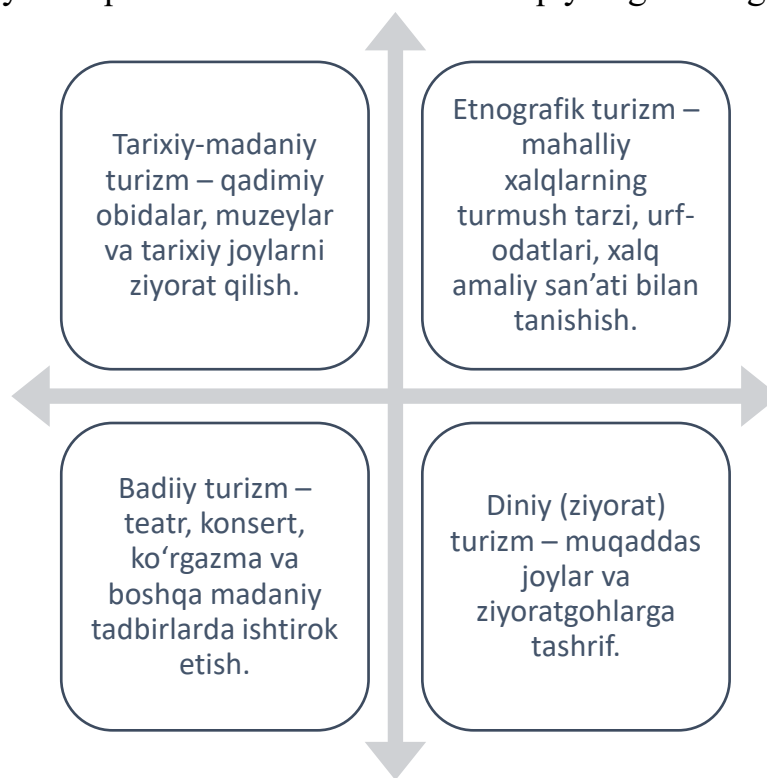 Tarixiy-madaniy
turizm – qadimiy
obidalar, muzeylar
va tarixiy joylarni
ziyorat qilish.
Etnografik turizm –
mahalliy
xalqlarning
turmush tarzi, urf-
odatlari, xalq
amaliy san’ati bilan
tanishish.
Badiiy turizm –
teatr, konsert,
ko‘rgazma va
boshqa madaniy
tadbirlarda ishtirok
etish.
Diniy (ziyorat)
turizm – muqaddas
joylar va
ziyoratgohlarga
tashrif.